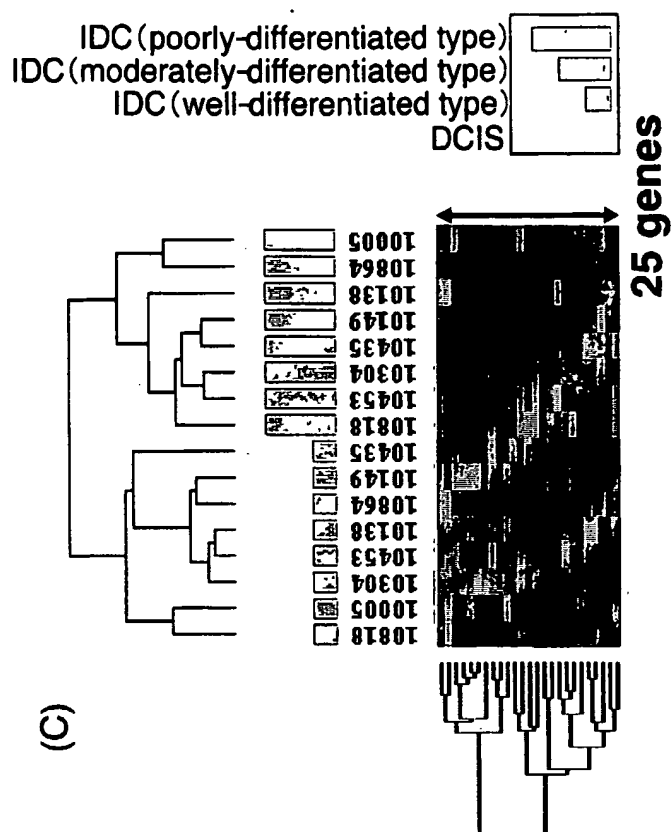 IDC (poorly-differentiated type)
IDC (moderately-differentiated type)
IDC (well-differentiated type)
DCIS
10005
10864
10138
10149
10435
10304
10453
10818
10435
10149
10864
10138
10453
10304
10005
10818
25 genes
(C)